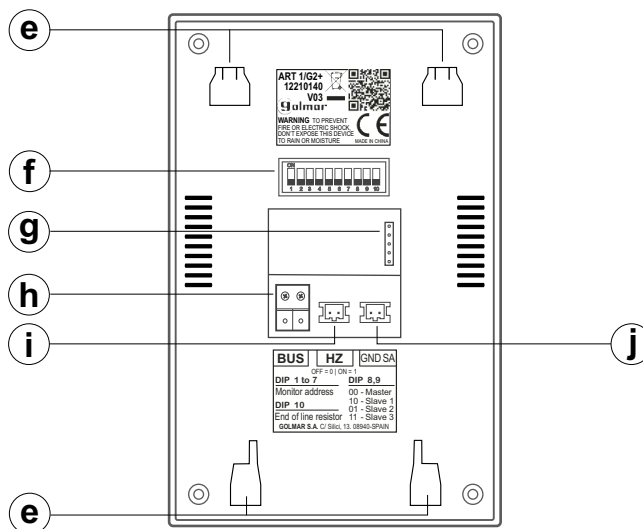 e
ART 1/G2+
12210140
V03
golmar
WARNING TO PREVENT
FIRE OR ELECTRIC SHOCK,
DON'T EXPOSE THIS DEVICE
TO RAIN OR MOISTURE
CE
MADE IN CHINA
f
ON
1 2 3 4 5 6 7 8 9 10
g
h
i
j
BUS HZ GND SA
OFF = 0 | ON = 1
DIP 1 to 7 DIP 8,9
Monitor address 00 - Master
10 - Slave 1
DIP 10 01 - Slave 2
End of line resistor 11 - Slave 3
GOLMAR S.A. C/ Silici, 13. 08940-SPAIN
e